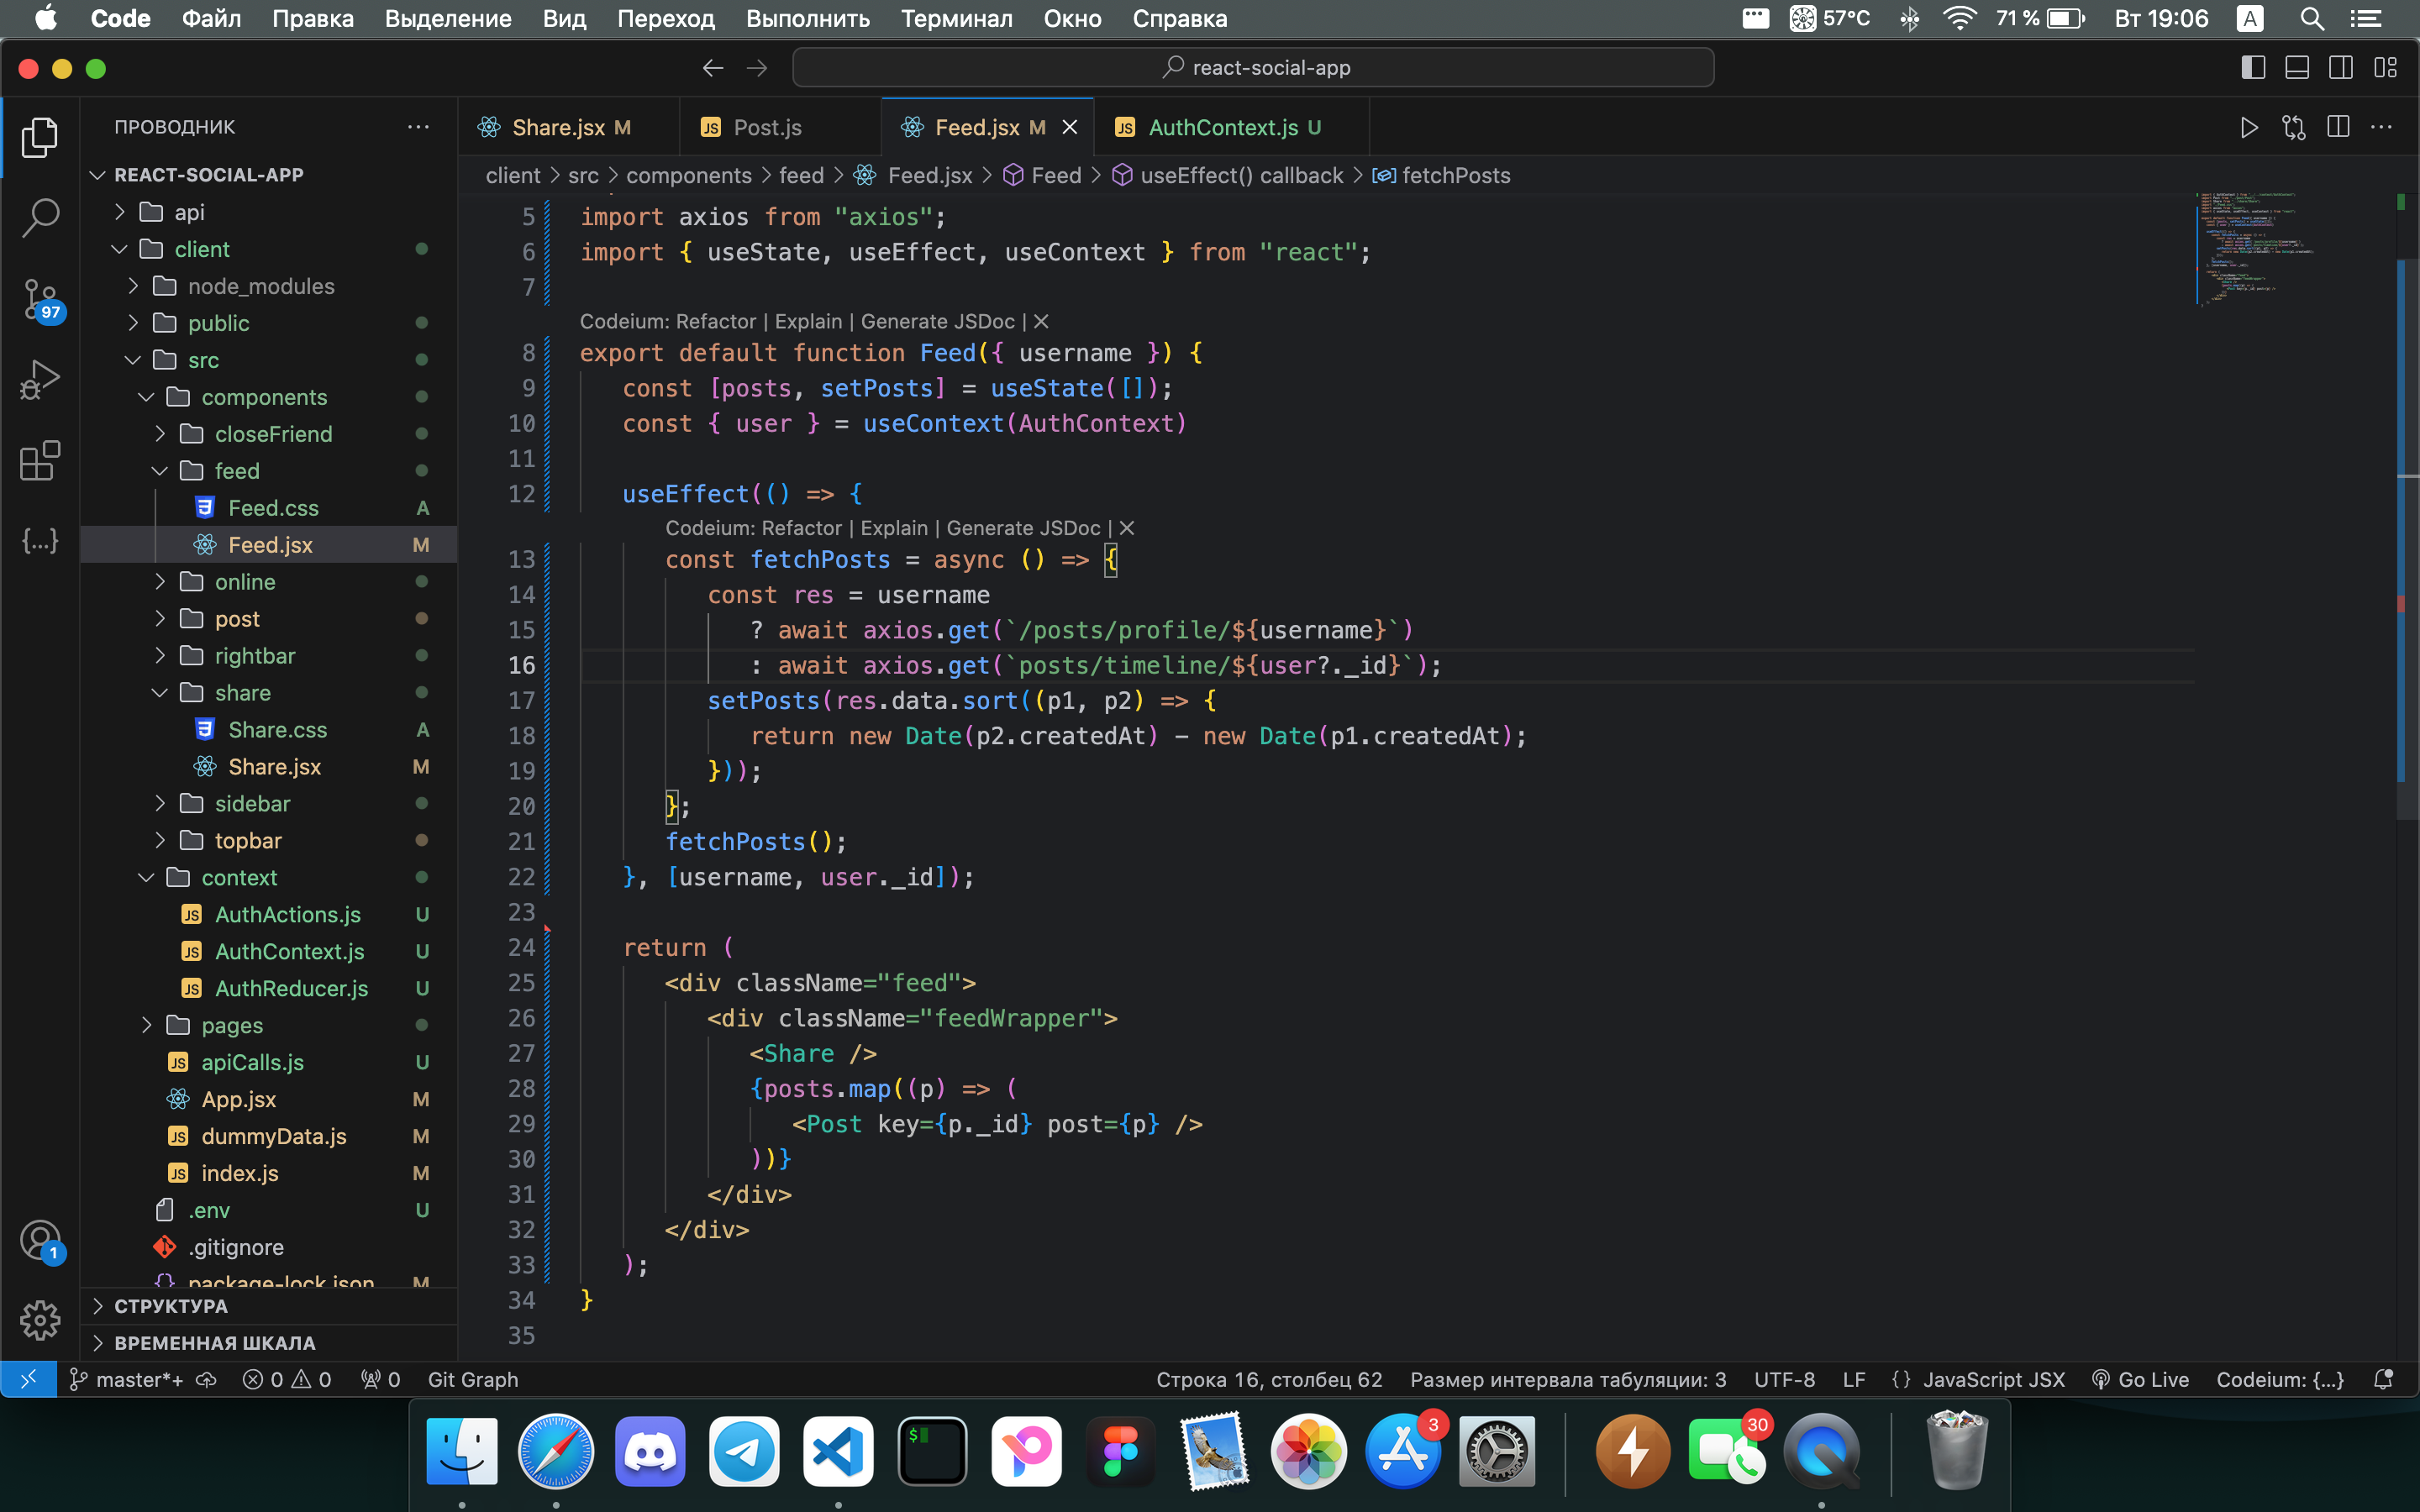 Code Файл Правка Выделение Вид Переход Выполнить Терминал Окно Справка 57°C 71 % Вт 19:06 A
react-social-app
ПРОВОДНИК
REACT-SOCIAL-APP
api
client
node_modules
public
src
components
closeFriend
feed
Feed.css A
Feed.jsx M
online
post
rightbar
share
Share.css A
Share.jsx M
sidebar
topbar
context
AuthActions.js U
AuthContext.js U
AuthReducer.js U
pages
apiCalls.js U
App.jsx M
dummyData.js M
index.js M
.env U
.gitignore
package-lock.json M
СТРУКТУРА
ВРЕМЕННАЯ ШКАЛА
97
1
Share.jsx M JS Post.js Feed.jsx M JS AuthContext.js U
client > src > components > feed > Feed.jsx > Feed > useEffect() callback > fetchPosts
5 import axios from "axios";
6 import { useState, useEffect, useContext } from "react";
7
Codeium: Refactor | Explain | Generate JSDoc | ×
8 export default function Feed({ username }) {
9 const [posts, setPosts] = useState([]);
10 const { user } = useContext(AuthContext)
11
12 useEffect(() => {
Codeium: Refactor | Explain | Generate JSDoc | ×
13 const fetchPosts = async () => {
14 const res = username
15 ? await axios.get(`/posts/profile/${username}`)
16 : await axios.get(`posts/timeline/${user?._id}`);
17 setPosts(res.data.sort((p1, p2) => {
18 return new Date(p2.createdAt) - new Date(p1.createdAt);
19 }));
20 };
21 fetchPosts();
22 }, [username, user._id]);
23
24 return (
25 <div className="feed">
26 <div className="feedWrapper">
27 <Share />
28 {posts.map((p) => (
29 <Post key={p._id} post={p} />
30 ))}
31 </div>
32 </div>
33 );
34 }
35
master*+ 0 0 0 Git Graph Строка 16, столбец 62 Размер интервала табуляции: 3 UTF-8 LF {} JavaScript JSX Go Live Codeium: {...}
3
30